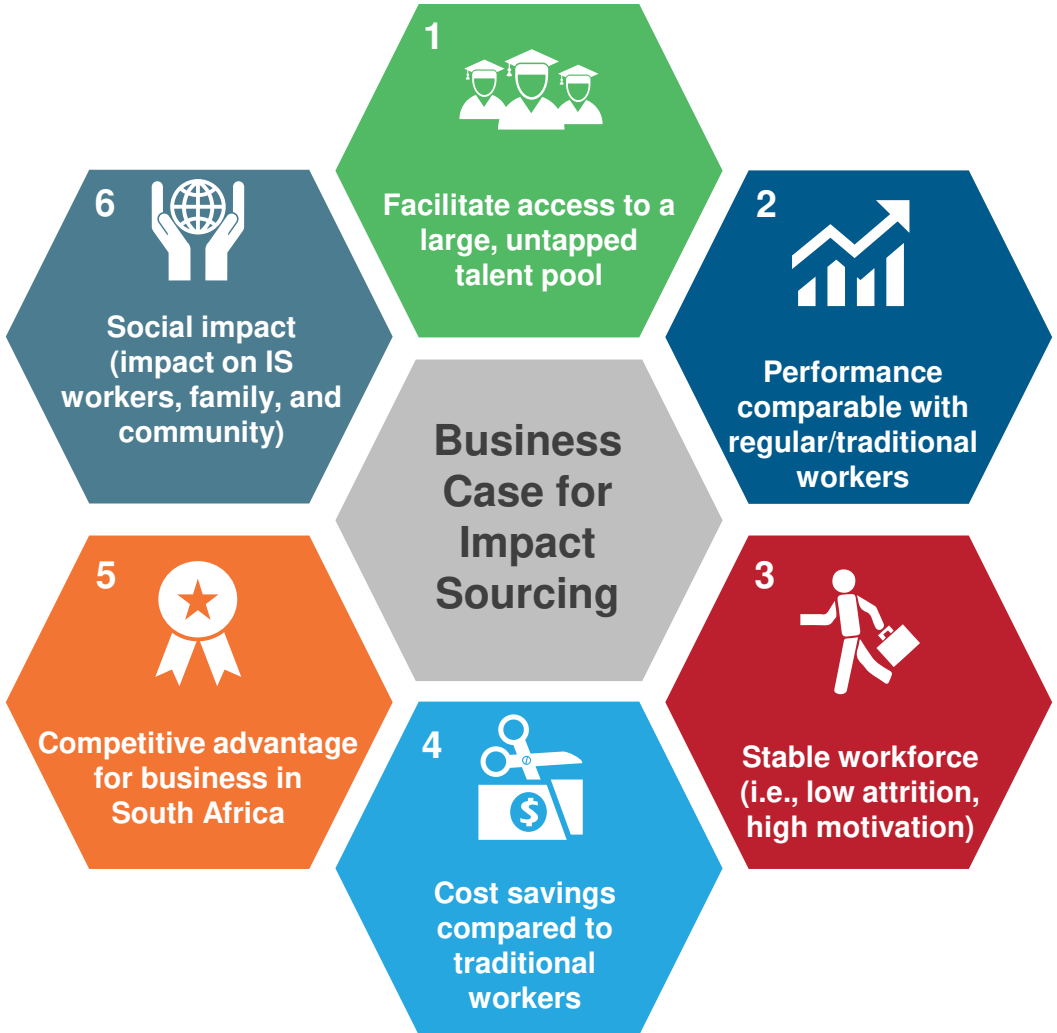 1
Facilitate access to a
large, untapped
talent pool
2
Performance
comparable with
regular/traditional
workers
3
Stable workforce
(i.e., low attrition,
high motivation)
4
$
Cost savings
compared to
traditional
workers
5
Competitive advantage
for business in
South Africa
6
Social impact
(impact on IS
workers, family, and
community)
Business
Case for
Impact
Sourcing